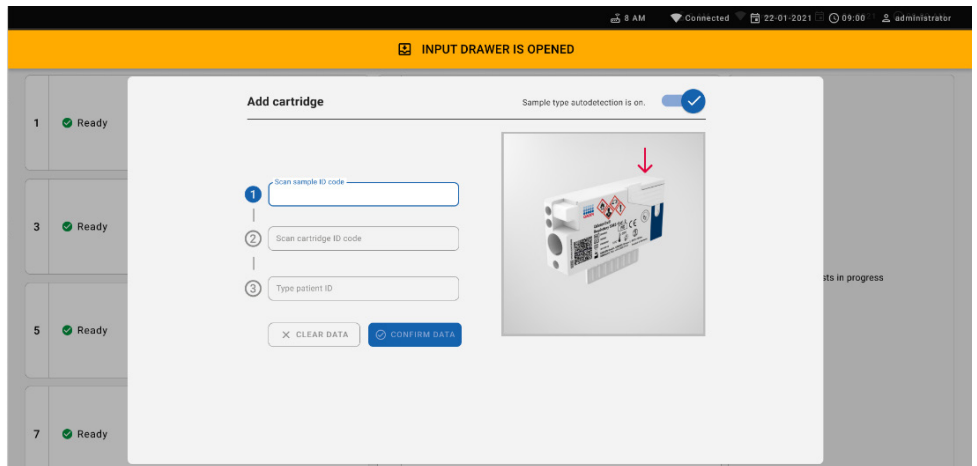 8 AM Connected 22-01-2021 09:00 administrator
INPUT DRAWER IS OPENED
Add cartridge
Sample type autodetection is on.
1 Ready
1 Scan sample ID code
3 Ready
2 Scan cartridge ID code
3 Type patient ID
sts in progress
5 Ready
CLEAR DATA
CONFIRM DATA
7 Ready